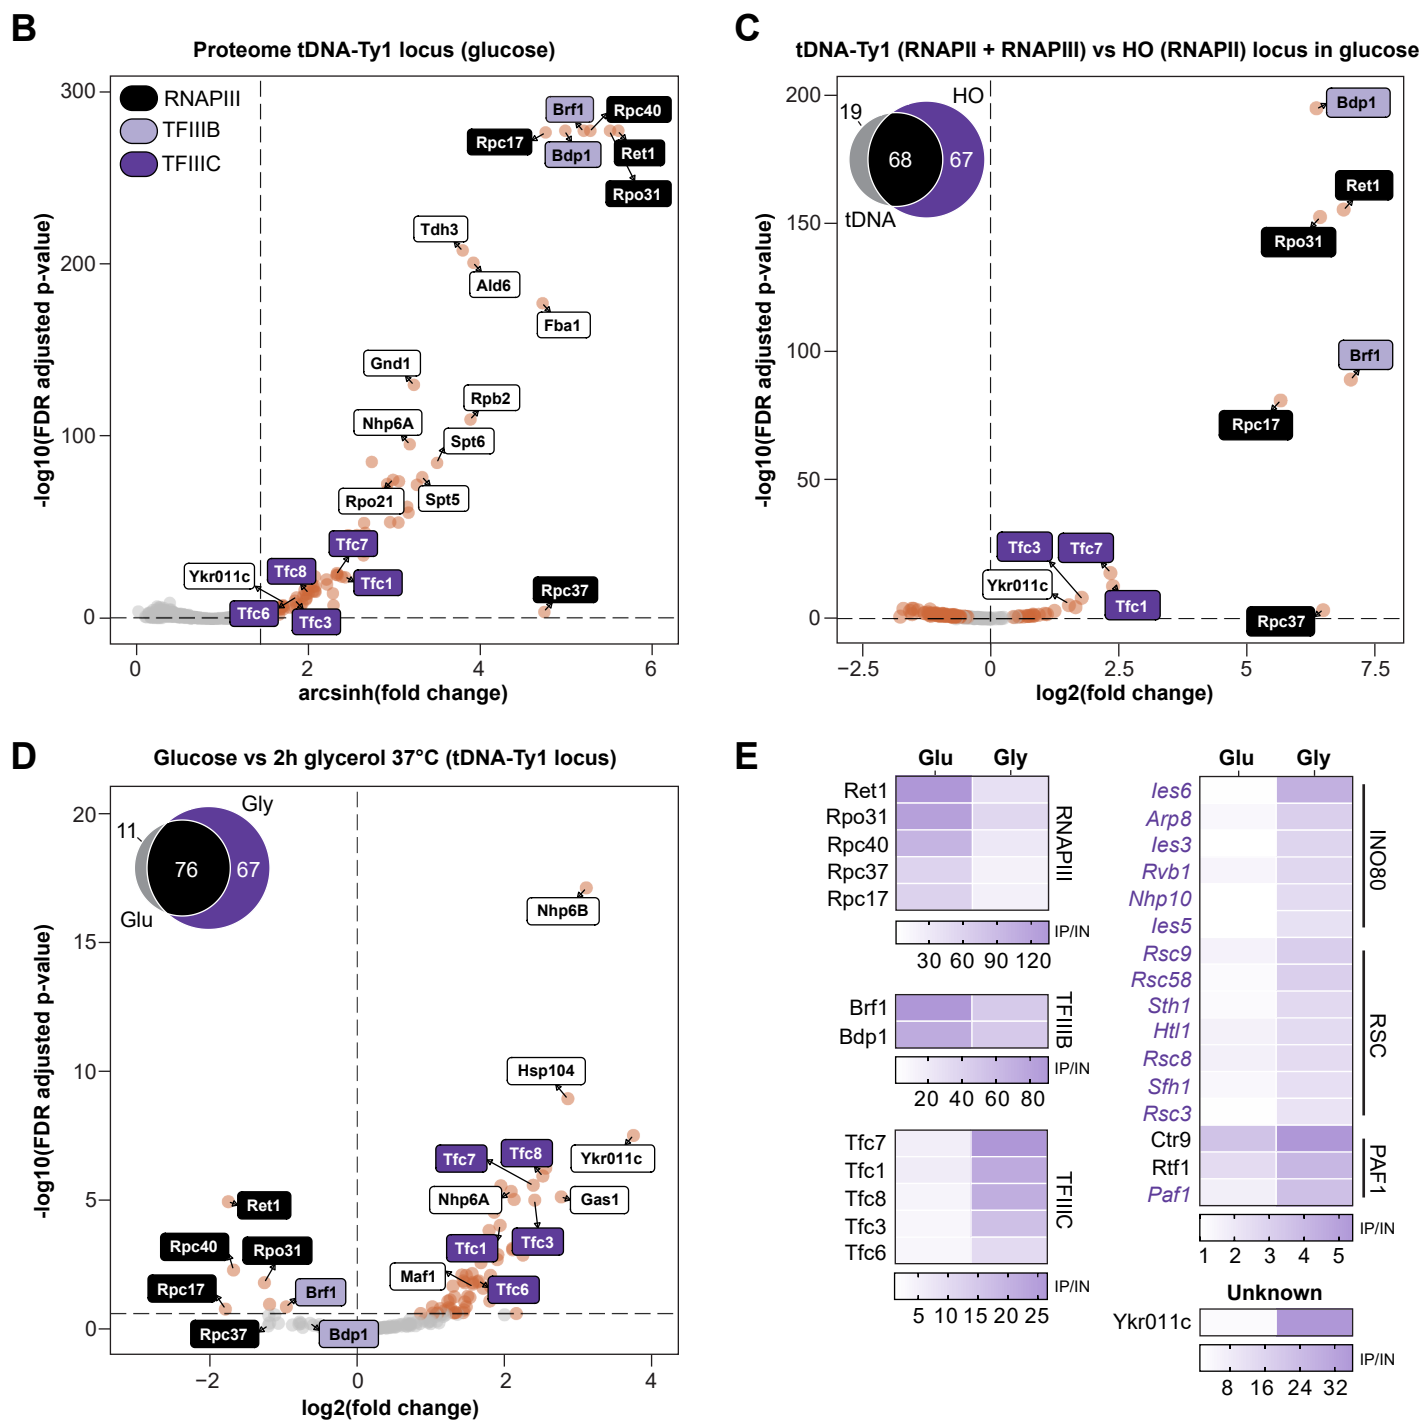 B
Proteome tDNA-Ty1 locus (glucose)
-log10(FDR adjusted p-value)
300
200
100
0
RNAPIII
TFIIIB
TFIIIC
Brf1
Rpc40
Rpc17
Bdp1
Ret1
Rpo31
Tdh3
Ald6
Fba1
Gnd1
Rpb2
Nhp6A
Spt6
Rpo21
Spt5
Tfc7
Ykr011c
Tfc8
Tfc1
Rpc37
Tfc6
Tfc3
0 2 4 6
arcsinh(fold change)
C
tDNA-Ty1 (RNAPII + RNAPIII) vs HO (RNAPII) locus in glucose
-log10(FDR adjusted p-value)
200
150
100
50
0
HO
19
68
67
tDNA
Bdp1
Ret1
Rpo31
Brf1
Rpc17
Tfc3
Tfc7
Ykr011c
Tfc1
Rpc37
−2.5 0 2.5 5 7.5
log2(fold change)
D
Glucose vs 2h glycerol 37°C (tDNA-Ty1 locus)
-log10(FDR adjusted p-value)
20
15
10
5
0
Gly
11
76
67
Glu
Nhp6B
Hsp104
Tfc7
Tfc8
Ykr011c
Nhp6A
Gas1
Ret1
Rpc40
Rpo31
Tfc1
Tfc3
Rpc17
Brf1
Maf1
Tfc6
Rpc37
Bdp1
−2 0 2 4
log2(fold change)
E
Glu Gly
Ret1
Rpo31
Rpc40
Rpc37
Rpc17
RNAPIII
IP/IN
30 60 90 120
Brf1
Bdp1
TFIIIB
IP/IN
20 40 60 80
Tfc7
Tfc1
Tfc8
Tfc3
Tfc6
TFIIIC
IP/IN
5 10 15 20 25
Glu Gly
Ies6
Arp8
Ies3
Rvb1
Nhp10
Ies5
INO80
Rsc9
Rsc58
Sth1
Htl1
Rsc8
Sfh1
Rsc3
RSC
Ctr9
Rtf1
Paf1
PAF1
IP/IN
1 2 3 4 5
Unknown
Ykr011c
IP/IN
8 16 24 32